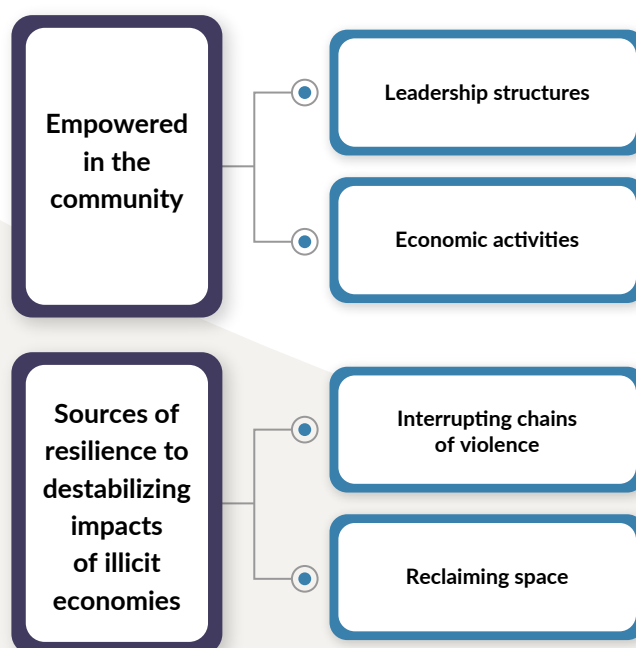 Empowered
in the
community
Leadership structures
Economic activities
Sources of
resilience to
destabilizing
impacts
of illicit
economies
Interrupting chains
of violence
Reclaiming space